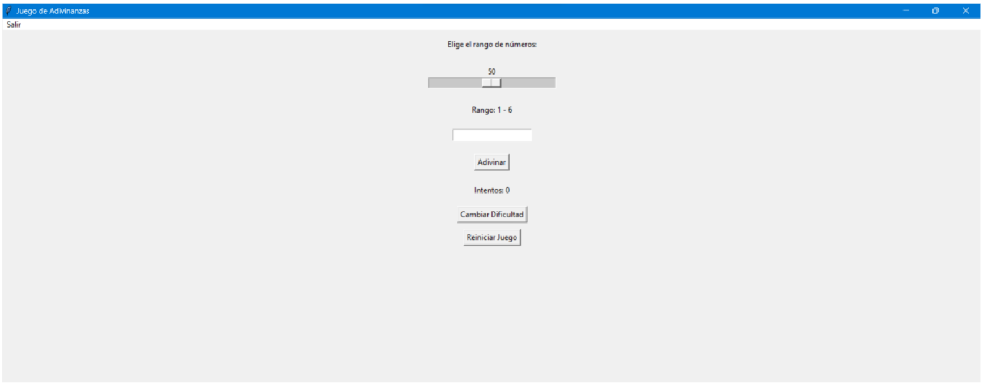 Juego de Adivinanzas
Salir
Elige el rango de números:
50
Rango: 1 - 6
Adivinar
Intentos: 0
Cambiar Dificultad
Reiniciar Juego